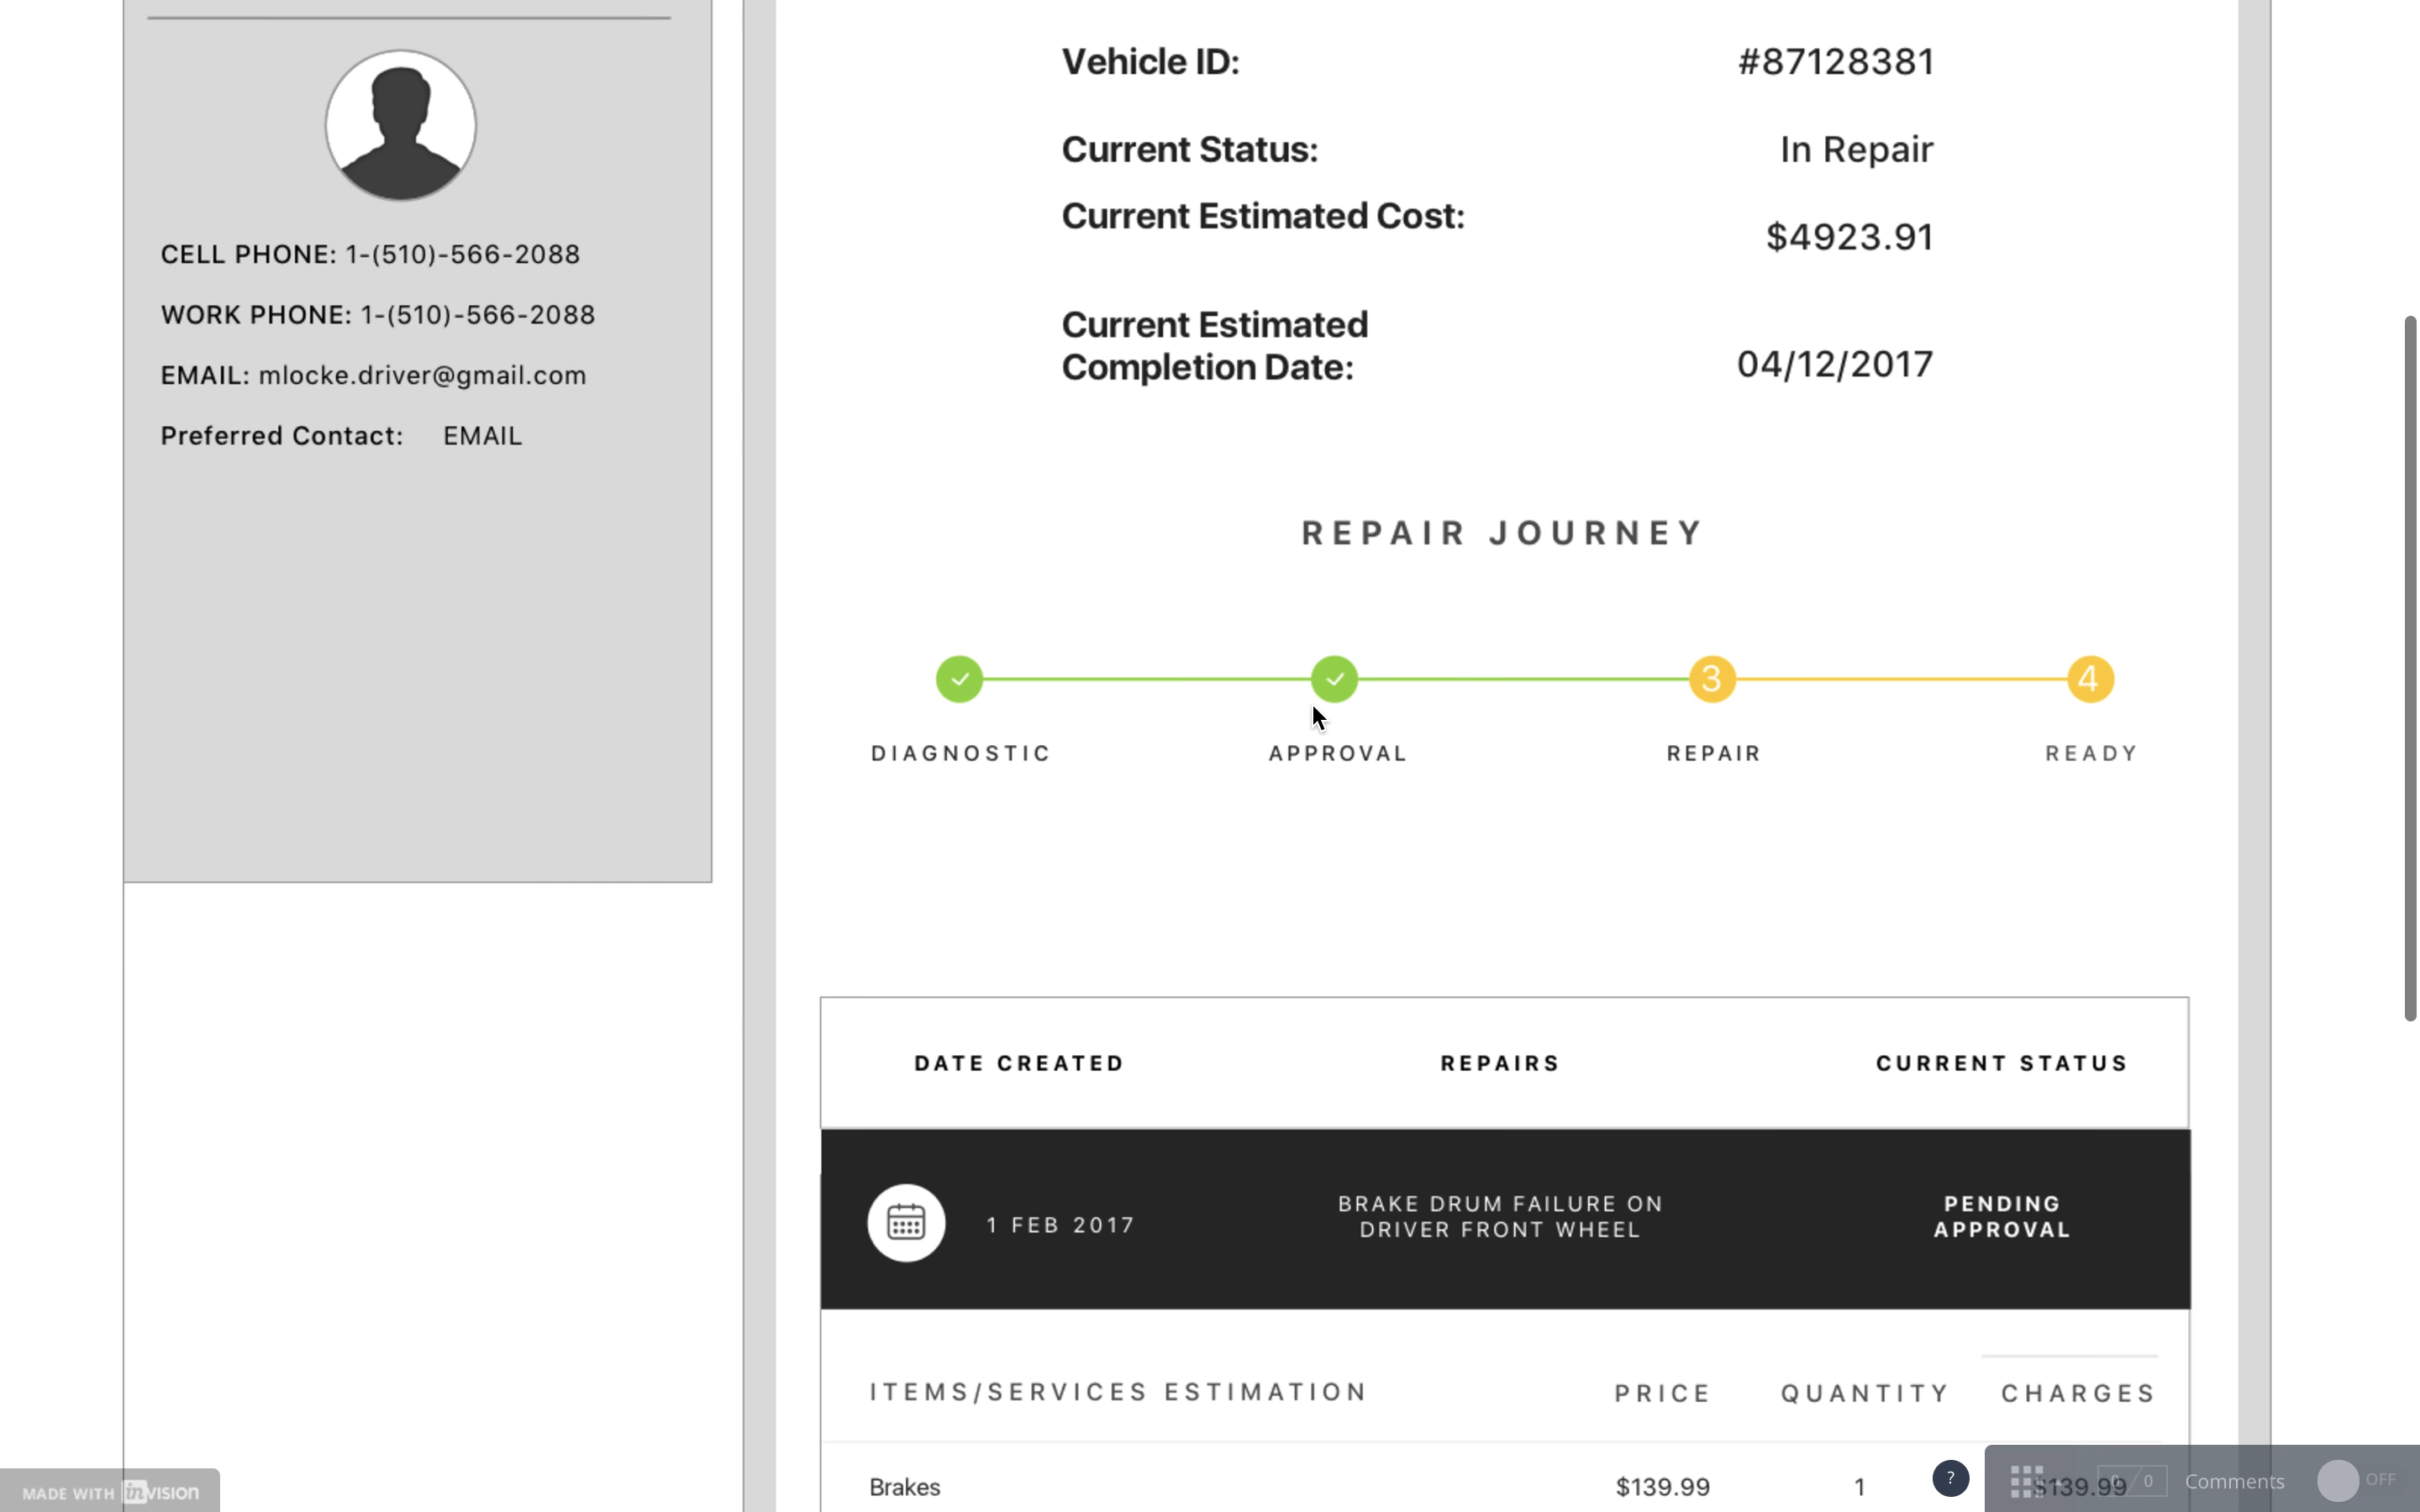 CELL PHONE: 1-(510)-566-2088
WORK PHONE: 1-(510)-566-2088
EMAIL: mlocke.driver@gmail.com
Preferred Contact: EMAIL
Vehicle ID: #87128381
Current Status: In Repair
Current Estimated Cost: $4923.91
Current Estimated
Completion Date: 04/12/2017
REPAIR JOURNEY
3 4
DIAGNOSTIC APPROVAL REPAIR READY
DATE CREATED REPAIRS CURRENT STATUS
1 FEB 2017
BRAKE DRUM FAILURE ON
DRIVER FRONT WHEEL
PENDING
APPROVAL
ITEMS/SERVICES ESTIMATION PRICE QUANTITY CHARGES
Brakes $139.99 1 $139.99
MADE WITH inVISION
? 0/0 Comments OFF